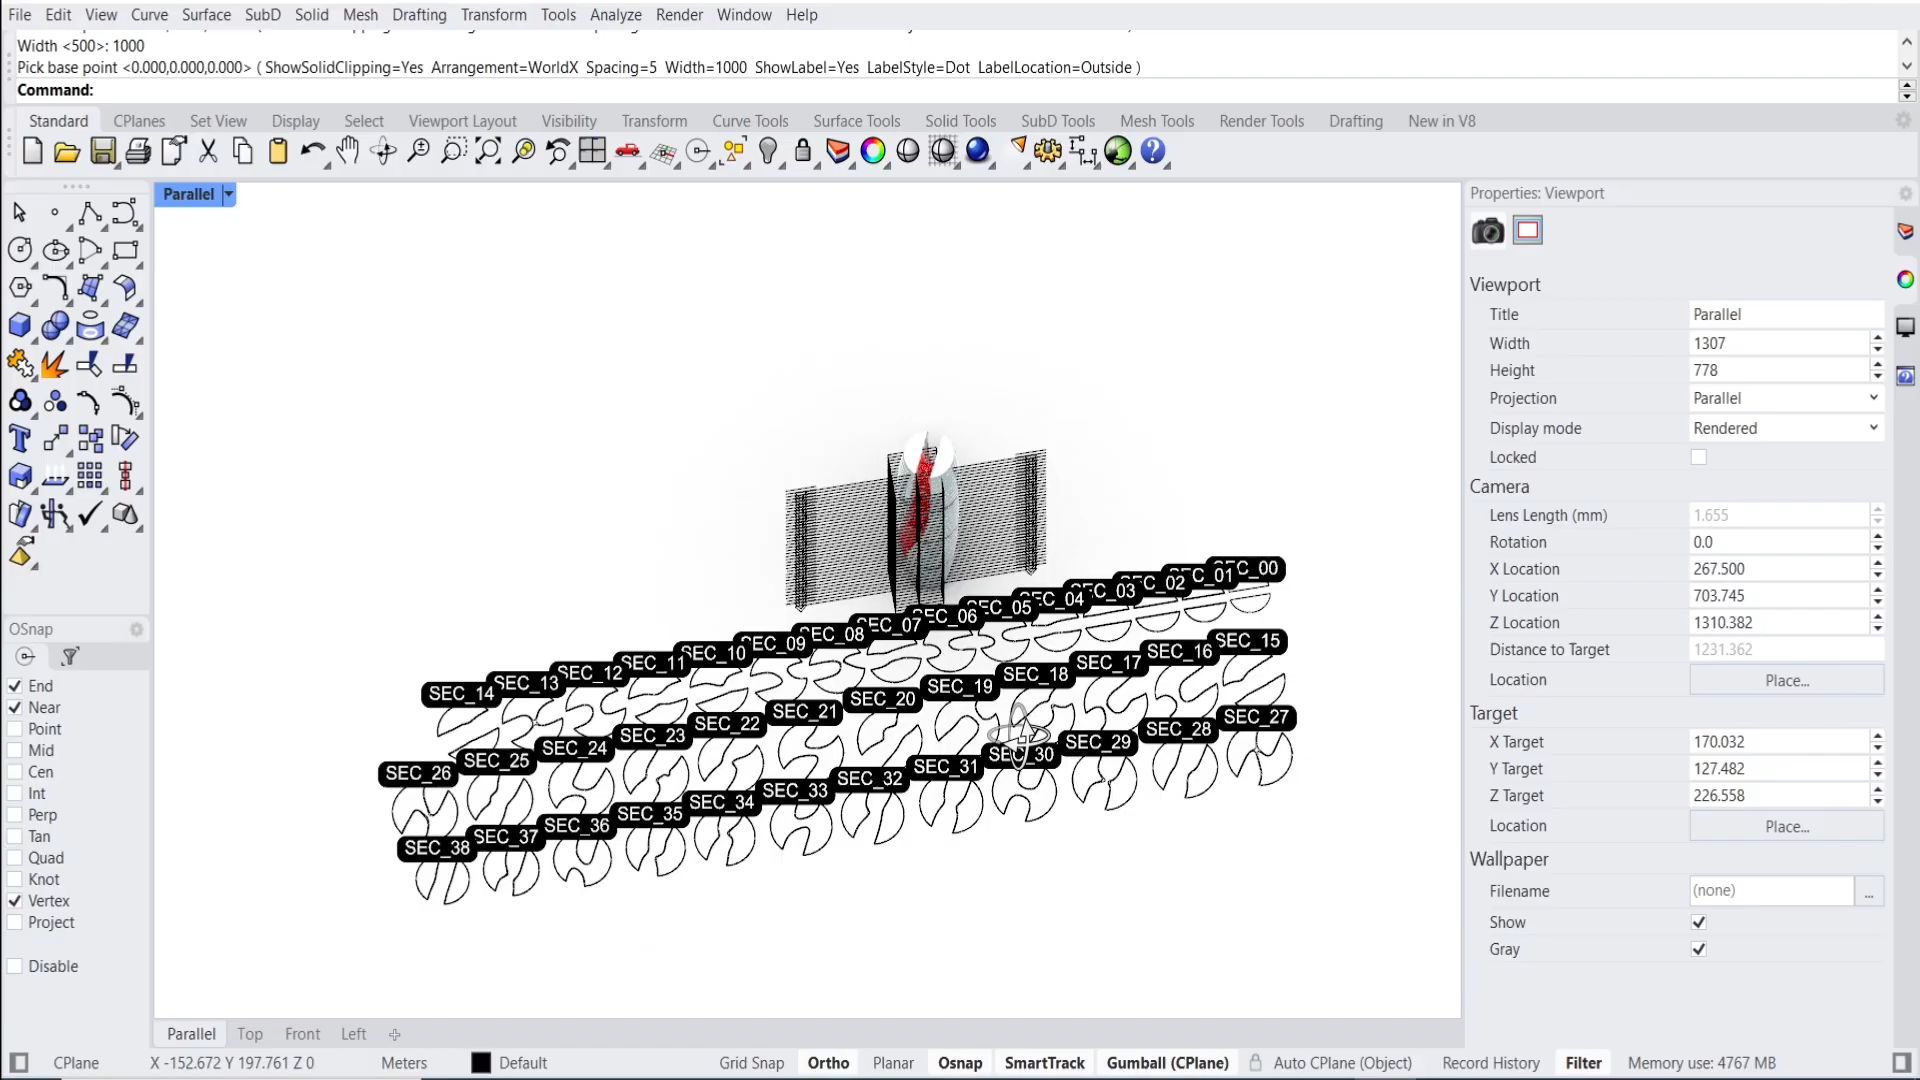 File Edit View Curve Surface SubD Solid Mesh Drafting Transform Tools Analyze Render Window Help
Width <500>: 1000
Pick base point <0.000,0.000,0.000> ( ShowSolidClipping=Yes Arrangement=WorldX Spacing=5 Width=1000 ShowLabel=Yes LabelStyle=Dot LabelLocation=Outside )
Command:
Standard CPlanes Set View Display Select Viewport Layout Visibility Transform Curve Tools Surface Tools Solid Tools SubD Tools Mesh Tools Render Tools Drafting New in V8
Parallel
Properties: Viewport
Viewport
Title Parallel
Width 1307
Height 778
Projection Parallel
Display mode Rendered
Locked
Camera
Lens Length (mm) 1.655
Rotation 0.0
X Location 267.500
Y Location 703.745
Z Location 1310.382
Distance to Target 1231.362
Location Place...
Target
X Target 170.032
Y Target 127.482
Z Target 226.558
Location Place...
Wallpaper
Filename (none) ...
Show
Gray
SEC_14 SEC_13 SEC_12 SEC_11 SEC_10 SEC_09 SEC_08 SEC_07 SEC_06 SEC_05 SEC_04 SEC_03 SEC_02 SEC_01 SEC_00
SEC_26 SEC_25 SEC_24 SEC_23 SEC_22 SEC_21 SEC_20 SEC_19 SEC_18 SEC_17 SEC_16 SEC_15
SEC_38 SEC_37 SEC_36 SEC_35 SEC_34 SEC_33 SEC_32 SEC_31 SEC_30 SEC_29 SEC_28 SEC_27
OSnap
End
Near
Point
Mid
Cen
Int
Perp
Tan
Quad
Knot
Vertex
Project
Disable
Parallel Top Front Left
CPlane X -152.672 Y 197.761 Z 0 Meters Default Grid Snap Ortho Planar Osnap SmartTrack Gumball (CPlane) Auto CPlane (Object) Record History Filter Memory use: 4767 MB